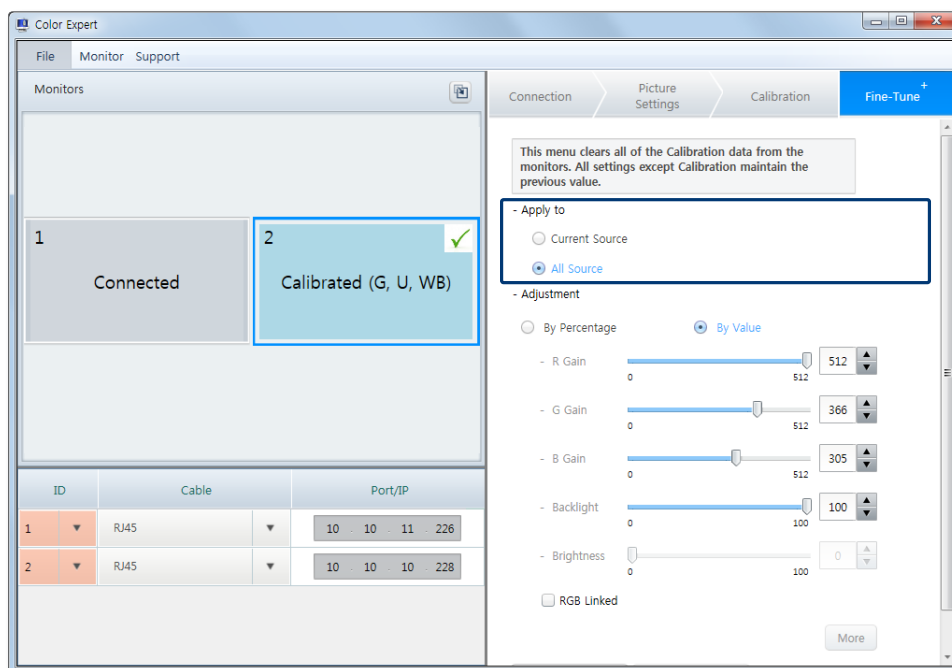 Color Expert
File Monitor Support
Monitors
1
Connected
2
Calibrated (G, U, WB)
ID Cable Port/IP
1 RJ45 10 . 10 . 11 . 226
2 RJ45 10 . 10 . 10 . 228
Connection
Picture
Settings
Calibration
Fine-Tune+
This menu clears all of the Calibration data from the
monitors. All settings except Calibration maintain the
previous value.
- Apply to
Current Source
All Source
- Adjustment
By Percentage By Value
- R Gain 512
0 512
- G Gain 366
0 512
- B Gain 305
0 512
- Backlight 100
0 100
- Brightness 0
0 100
RGB Linked
More